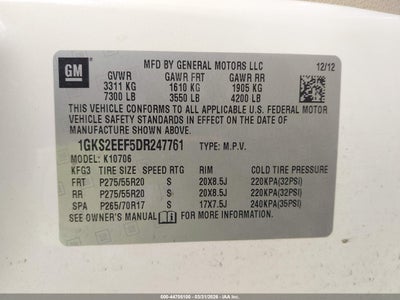 GM
MFD BY GENERAL MOTORS LLC
12/12
GVWR GAWR FRT GAWR RR
3311 KG 1610 KG 1905 KG
7300 LB 3550 LB 4200 LB
THIS VEHICLE CONFORMS TO ALL APPLICABLE U.S. FEDERAL MOTOR
VEHICLE SAFETY STANDARDS IN EFFECT ON THE DATE OF
MANUFACTURE SHOWN ABOVE.
1GKS2EEF5DR247761 TYPE: M.P.V.
MODEL: K10706
KFG3 TIRE SIZE SPEED RTG RIM COLD TIRE PRESSURE
FRT P275/55R20 S 20X8.5J 220KPA(32PSI)
RR P275/55R20 S 20X8.5J 220KPA(32PSI)
SPA P265/70R17 S 17X7.5J 240KPA(35PSI)
SEE OWNER'S MANUAL FOR MORE INFORMATION.